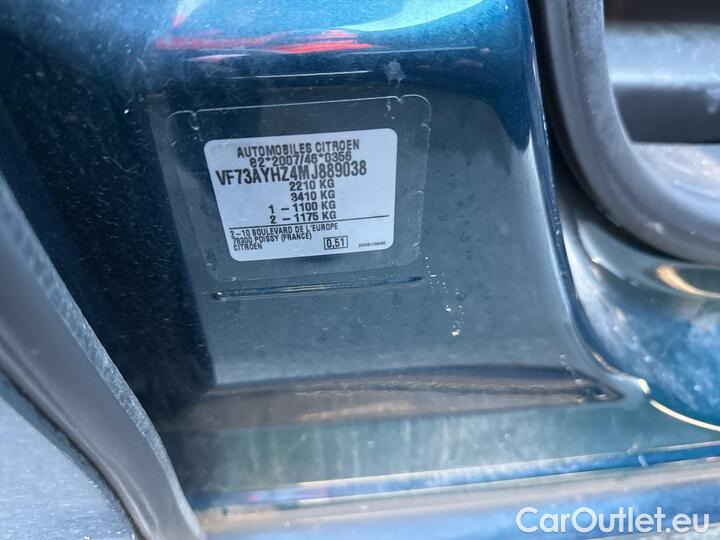 AUTOMOBILES CITROEN
e2*2007/46*0356
VF73AYHZ4MJ889038
2210 KG
3410 KG
1 - 1100 KG
2 - 1175 KG
2-10 BOULEVARD DE L'EUROPE
78300 POISSY (FRANCE)
CITROEN
0.51
CarOutlet.eu